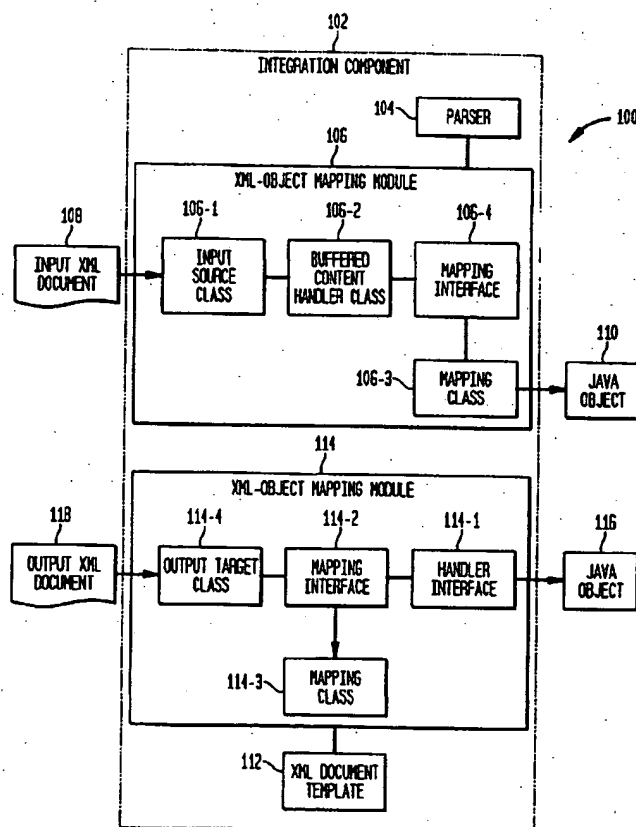 102
INTEGRATION COMPONENT
104
PARSER
100
106
XML-OBJECT MAPPING MODULE
108
106-1
106-2
106-4
INPUT XML
DOCUMENT
INPUT
SOURCE
CLASS
BUFFERED
CONTENT
HANDLER CLASS
MAPPING
INTERFACE
110
106-3
MAPPING
CLASS
JAVA
OBJECT
114
XML-OBJECT MAPPING MODULE
118
114-4
114-2
114-1
116
OUTPUT XML
DOCUMENT
OUTPUT TARGET
CLASS
MAPPING
INTERFACE
HANDLER
INTERFACE
JAVA
OBJECT
114-3
MAPPING
CLASS
112
XML DOCUMENT
TEMPLATE